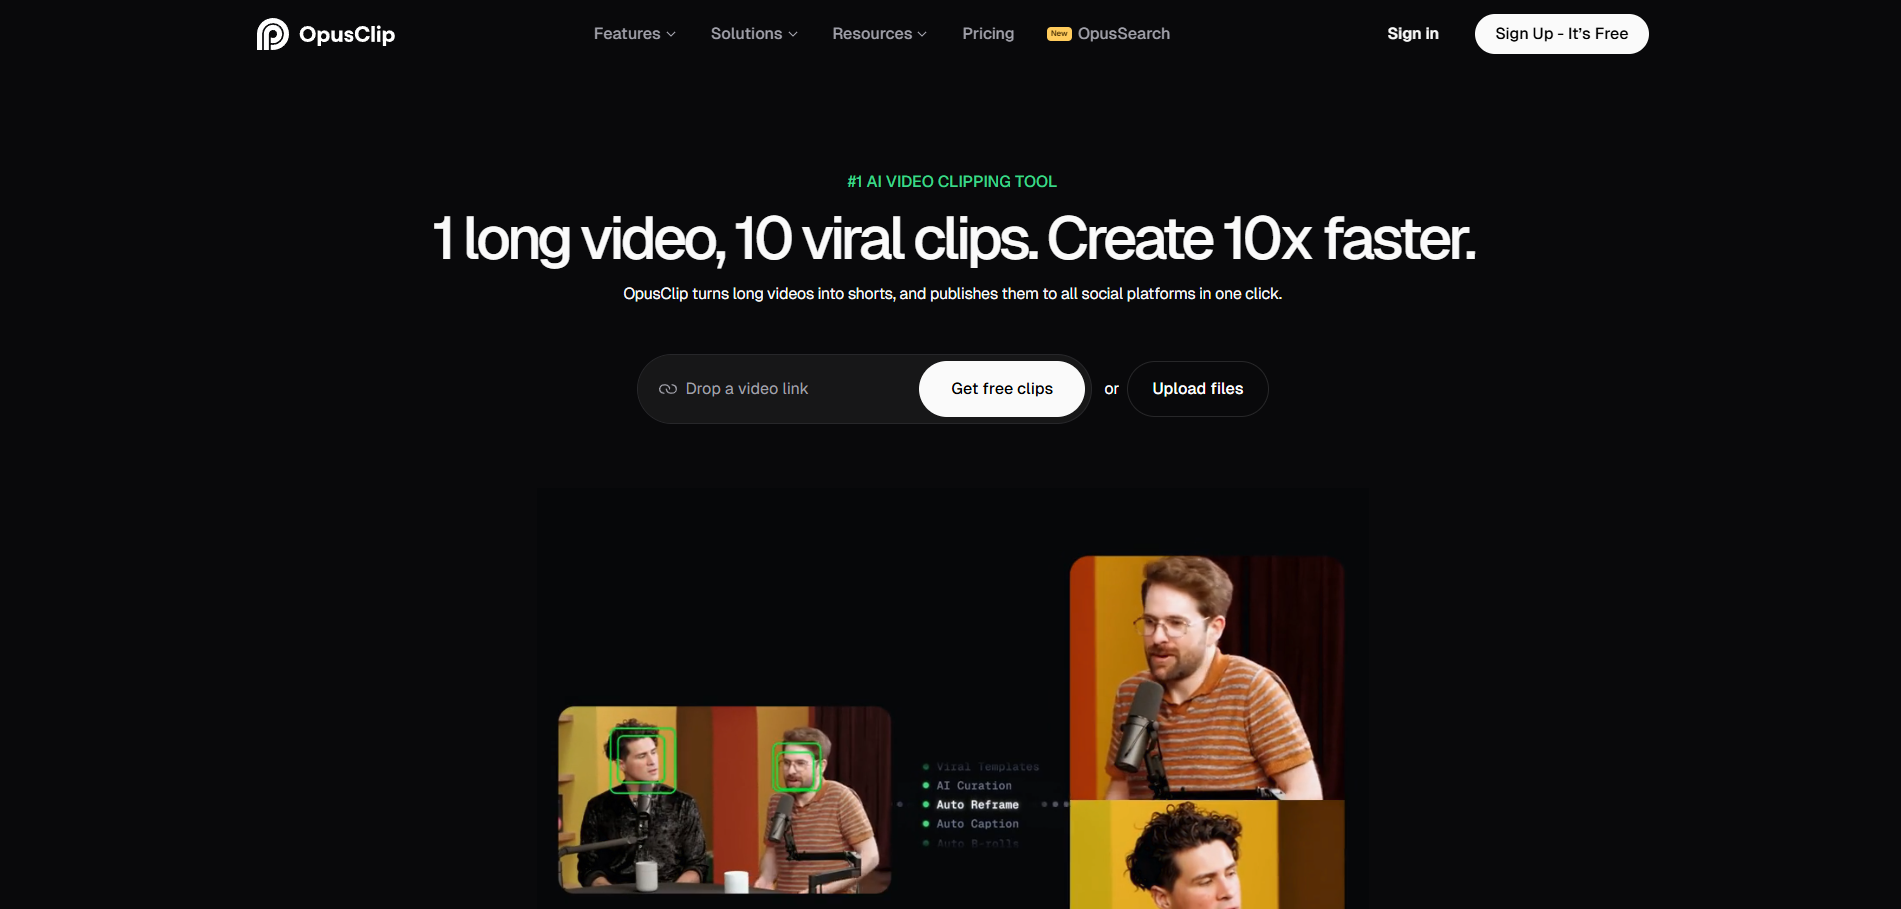 OpusClip
Features
Solutions
Resources
Pricing
New
OpusSearch
Sign in
Sign Up - It's Free
#1 AI VIDEO CLIPPING TOOL
1 long video, 10 viral clips. Create 10x faster.
OpusClip turns long videos into shorts, and publishes them to all social platforms in one click.
Drop a video link
Get free clips
or
Upload files
Viral Templates
AI Curation
Auto Reframe
Auto Caption
Auto B-rolls